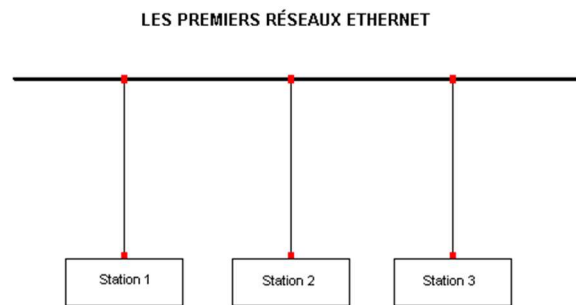 LES PREMIERS RÉSEAUX ETHERNET
Station 1
Station 2
Station 3